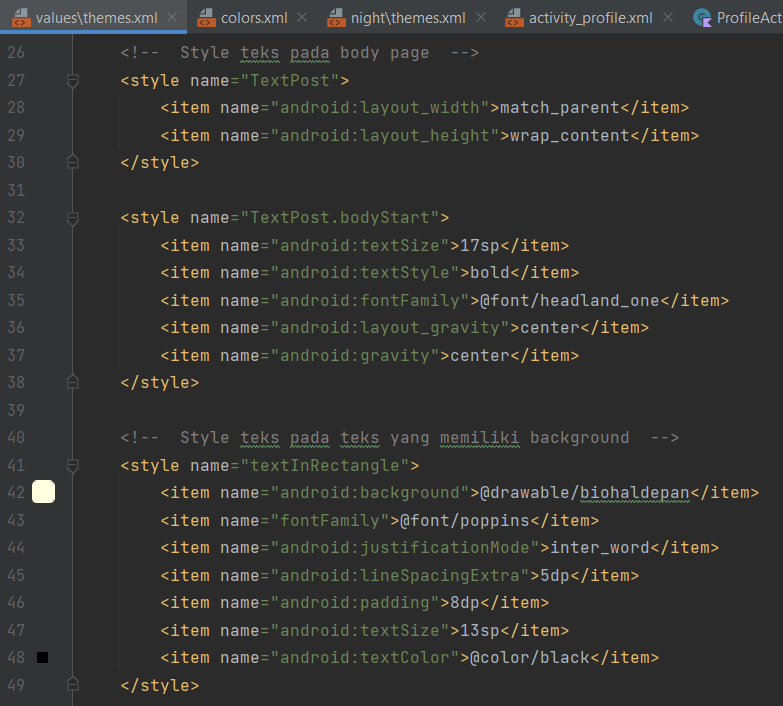 values\themes.xml colors.xml night\themes.xml activity_profile.xml ProfileAct
26 <!--  Style teks pada body page  -->
27 <style name="TextPost">
28 <item name="android:layout_width">match_parent</item>
29 <item name="android:layout_height">wrap_content</item>
30 </style>
31
32 <style name="TextPost.bodyStart">
33 <item name="android:textSize">17sp</item>
34 <item name="android:textStyle">bold</item>
35 <item name="android:fontFamily">@font/headland_one</item>
36 <item name="android:layout_gravity">center</item>
37 <item name="android:gravity">center</item>
38 </style>
39
40 <!--  Style teks pada teks yang memiliki background  -->
41 <style name="textInRectangle">
42 <item name="android:background">@drawable/biohaldepan</item>
43 <item name="fontFamily">@font/poppins</item>
44 <item name="android:justificationMode">inter_word</item>
45 <item name="android:lineSpacingExtra">5dp</item>
46 <item name="android:padding">8dp</item>
47 <item name="android:textSize">13sp</item>
48 <item name="android:textColor">@color/black</item>
49 </style>